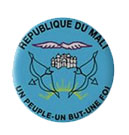 REPUBLIQUE DU MALI
UN PEUPLE-UN BUT-UNE FOI